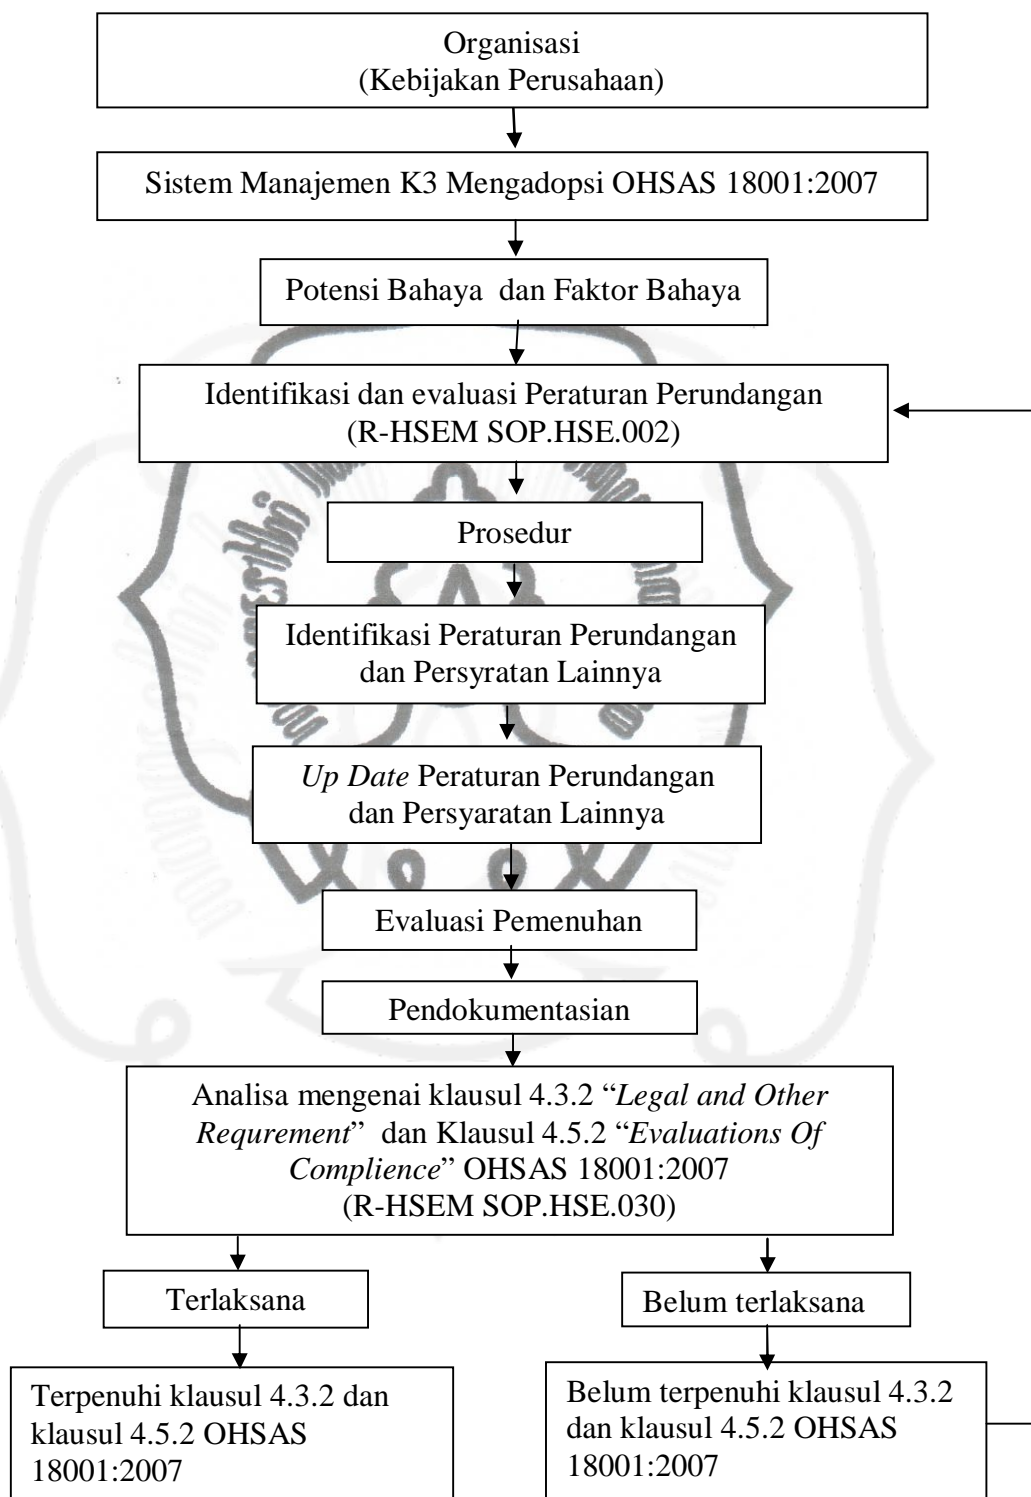 Organisasi
(Kebijakan Perusahaan)
Sistem Manajemen K3 Mengadopsi OHSAS 18001:2007
Potensi Bahaya dan Faktor Bahaya
Identifikasi dan evaluasi Peraturan Perundangan
(R-HSEM SOP.HSE.002)
Prosedur
Identifikasi Peraturan Perundangan
dan Persyratan Lainnya
Up Date Peraturan Perundangan
dan Persyaratan Lainnya
Evaluasi Pemenuhan
Pendokumentasian
Analisa mengenai klausul 4.3.2 “Legal and Other
Requrement” dan Klausul 4.5.2 “Evaluations Of
Complience” OHSAS 18001:2007
(R-HSEM SOP.HSE.030)
Terlaksana
Belum terlaksana
Terpenuhi klausul 4.3.2 dan
klausul 4.5.2 OHSAS
18001:2007
Belum terpenuhi klausul 4.3.2
dan klausul 4.5.2 OHSAS
18001:2007